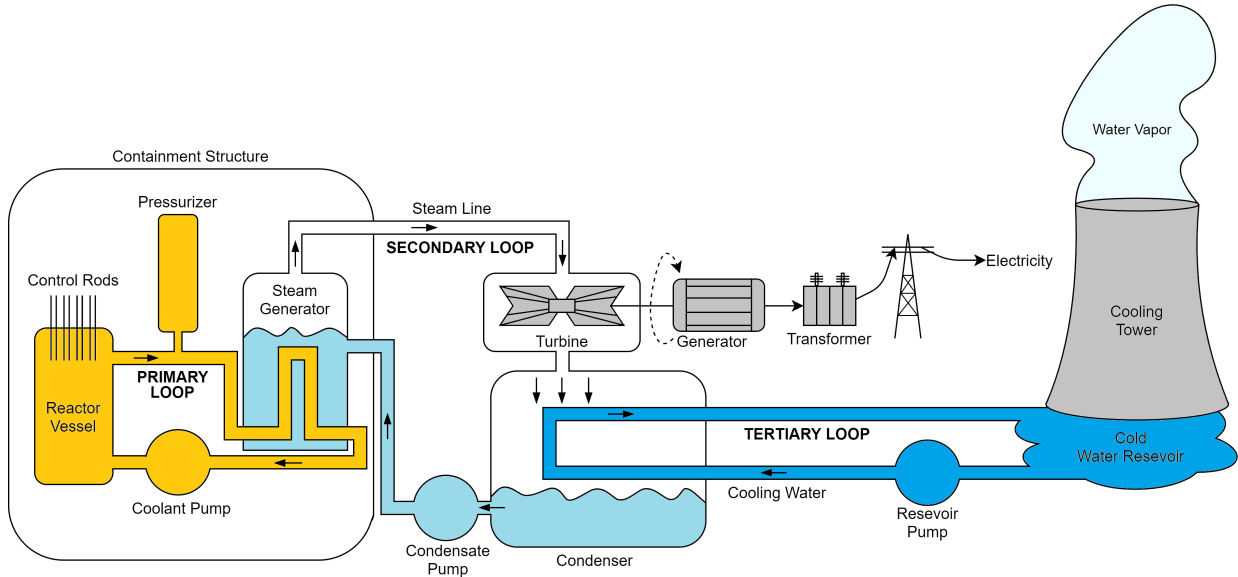 Water Vapor
Containment Structure
Pressurizer
Steam Line
SECONDARY LOOP
Electricity
Control Rods
Steam
Generator
Cooling
Tower
Turbine
Generator
Transformer
PRIMARY
LOOP
Reactor
Vessel
TERTIARY LOOP
Cold
Water Resevoir
Cooling Water
Coolant Pump
Resevoir
Pump
Condensate
Pump
Condenser